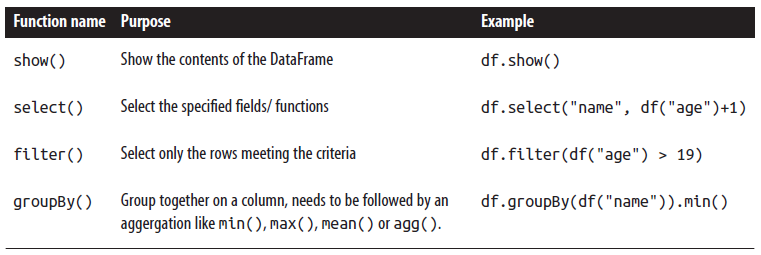 Function name Purpose Example
show() Show the contents of the DataFrame df.show()
select() Select the specified fields/ functions df.select("name", df("age")+1)
filter() Select only the rows meeting the criteria df.filter(df("age") > 19)
groupBy() Group together on a column, needs to be followed by an df.groupBy(df("name")).min()
aggergation like min(), max(), mean() or agg().